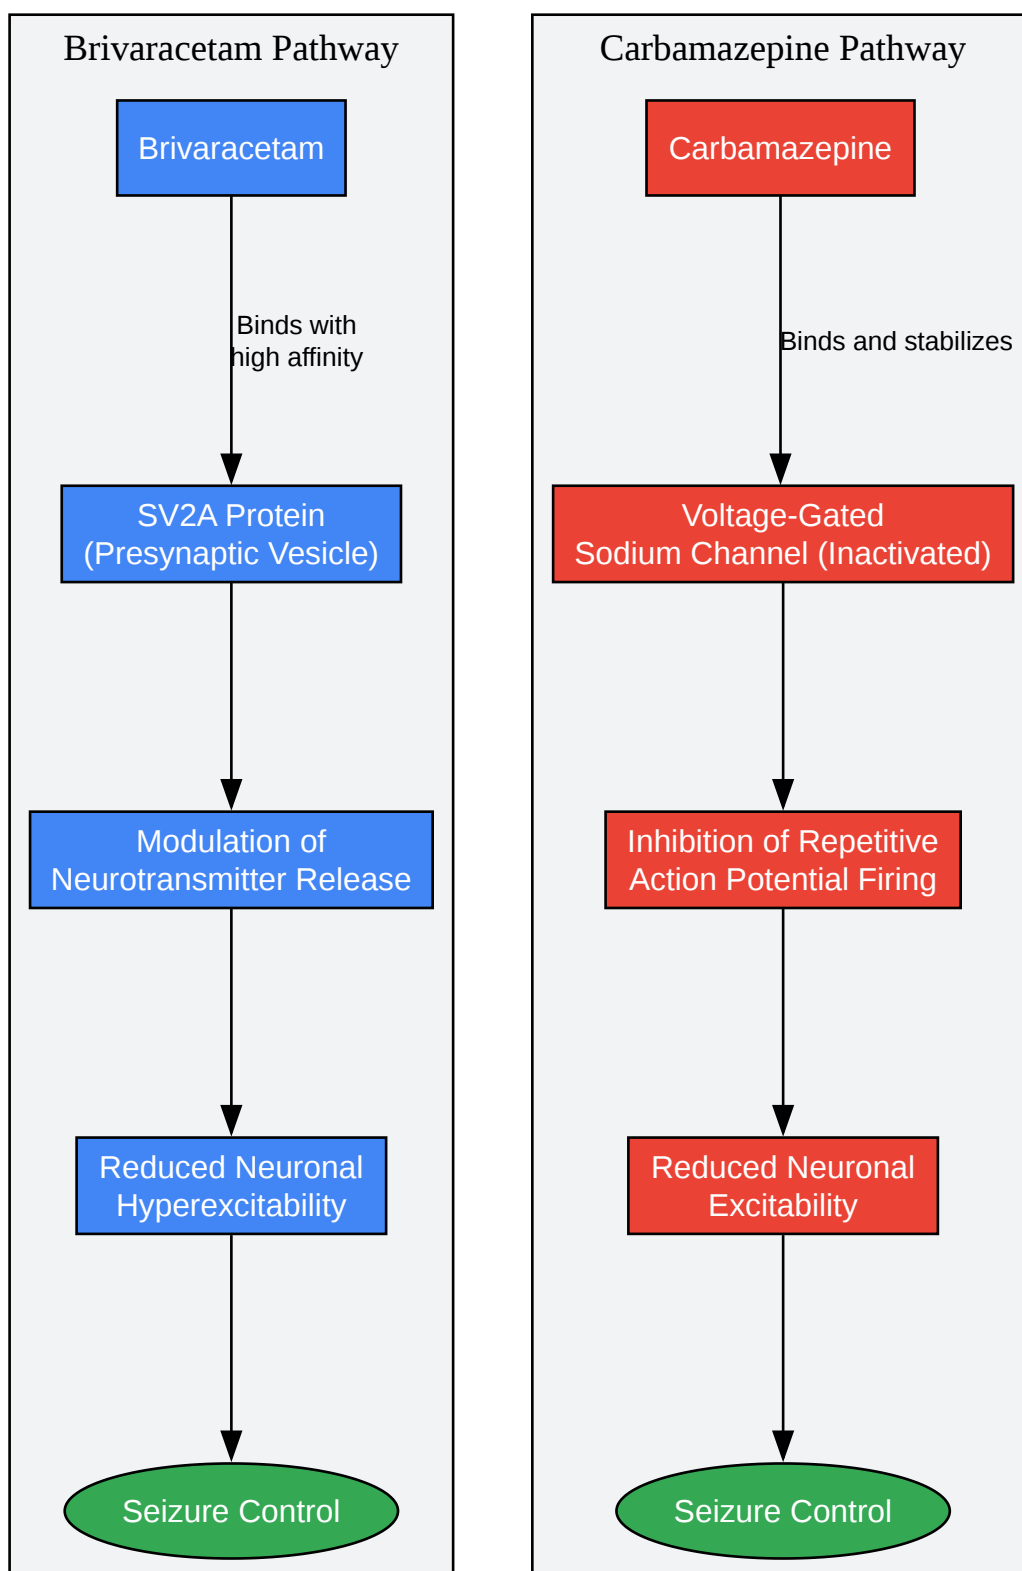 Brivaracetam Pathway
Brivaracetam
Binds with
high affinity
SV2A Protein
(Presynaptic Vesicle)
Modulation of
Neurotransmitter Release
Reduced Neuronal
Hyperexcitability
Seizure Control
Carbamazepine Pathway
Carbamazepine
Binds and stabilizes
Voltage-Gated
Sodium Channel (Inactivated)
Inhibition of Repetitive
Action Potential Firing
Reduced Neuronal
Excitability
Seizure Control